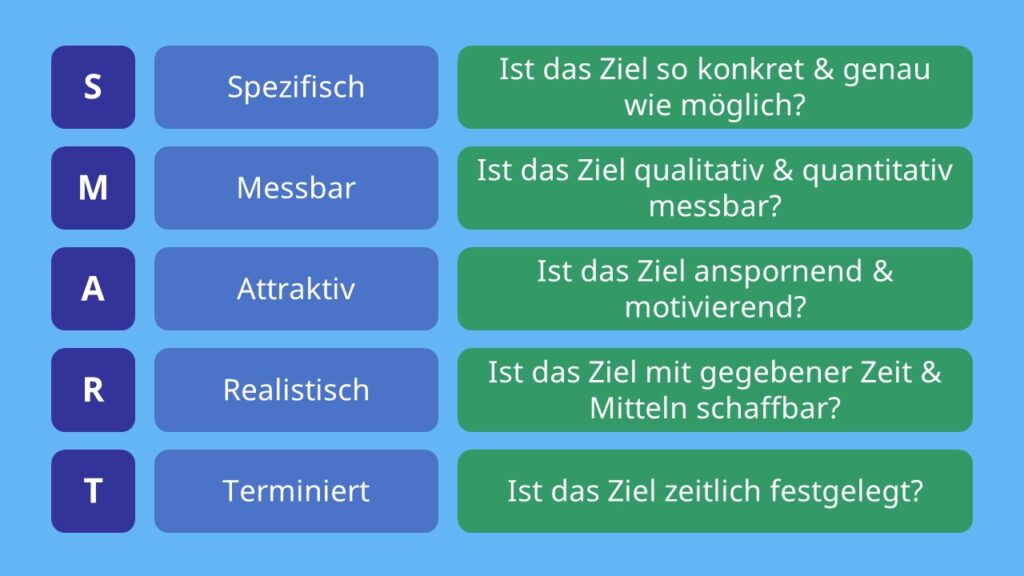 S
Spezifisch
Ist das Ziel so konkret & genau
wie möglich?
M
Messbar
Ist das Ziel qualitativ & quantitativ
messbar?
A
Attraktiv
Ist das Ziel anspornend &
motivierend?
R
Realistisch
Ist das Ziel mit gegebener Zeit &
Mitteln schaffbar?
T
Terminiert
Ist das Ziel zeitlich festgelegt?